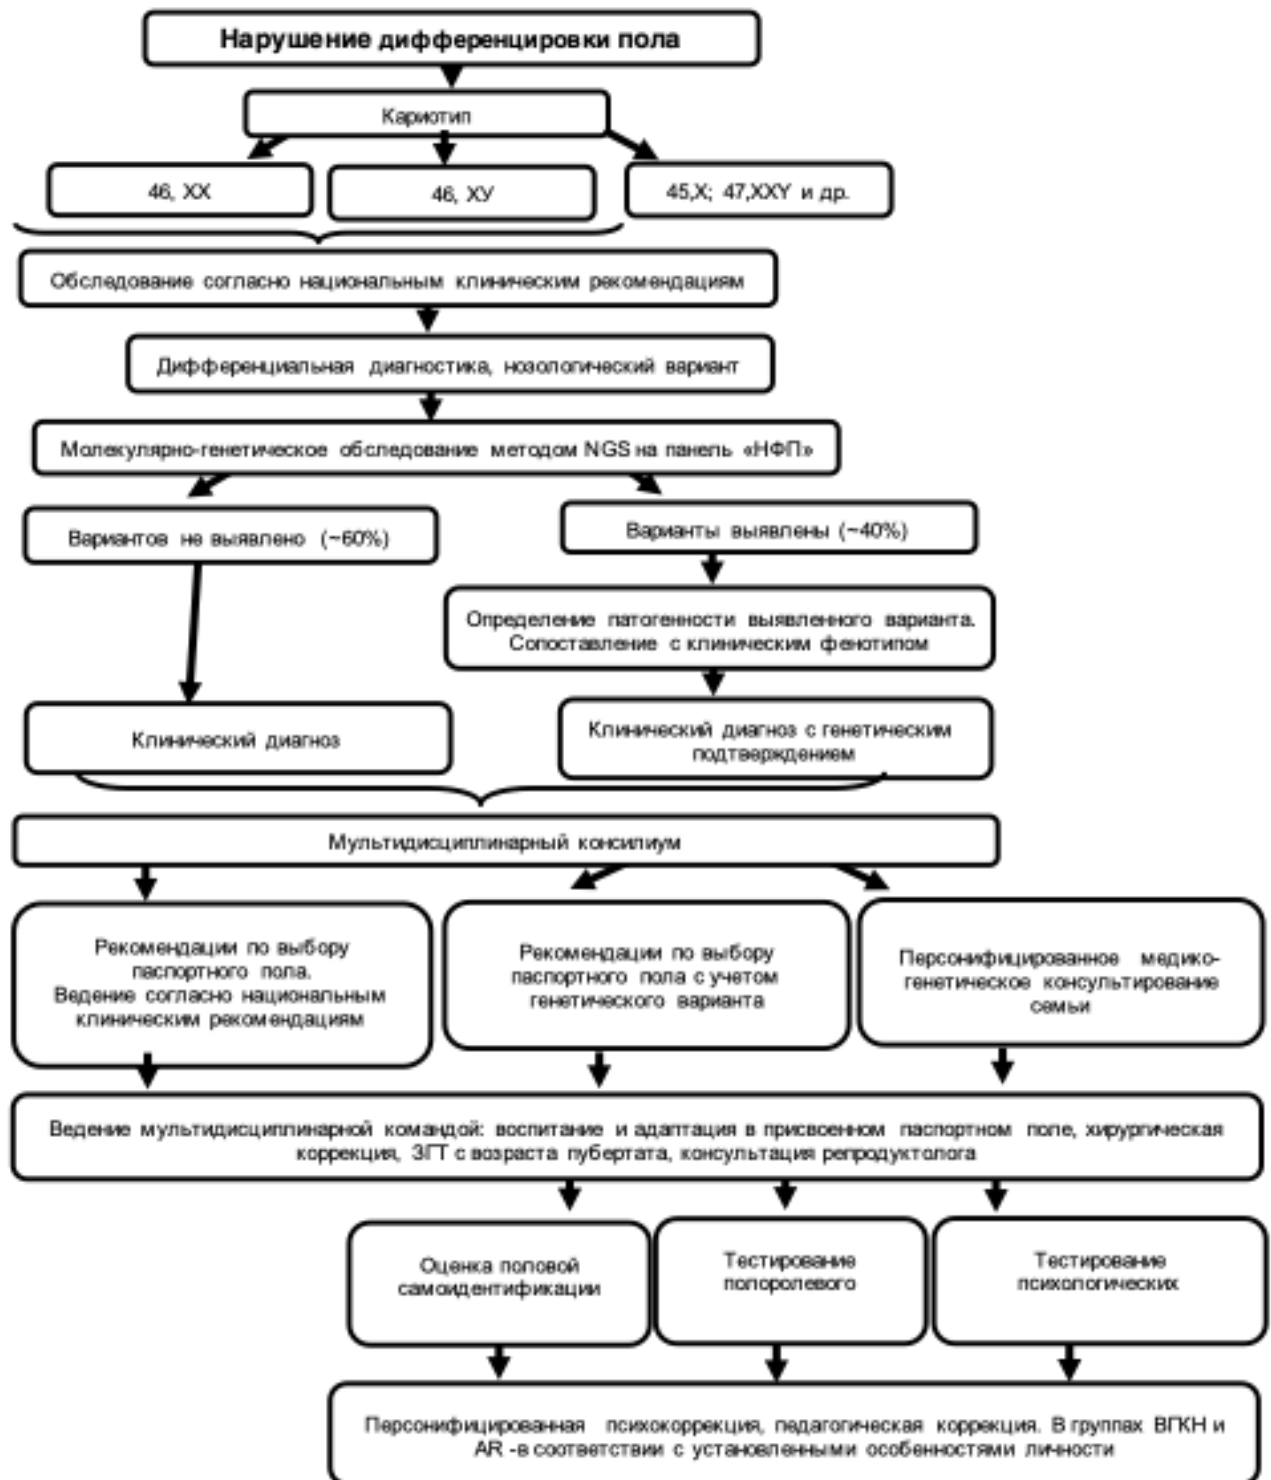 Нарушение дифференцировки пола
Кариотип
46, XX
46, ХУ
45,X; 47,XXY и др.
Обследование согласно национальным клиническим рекомендациям
Дифференциальная диагностика, нозологический вариант
Молекулярно-генетическое обследование методом NGS на панель «НФП»
Вариантов не выявлено (~60%)
Варианты выявлены (~40%)
Определение патогенности выявленного варианта.
Сопоставление с клиническим фенотипом
Клинический диагноз
Клинический диагноз с генетическим
подтверждением
Мультидисциплинарный консилиум
Рекомендации по выбору
паспортного пола.
Ведение согласно национальным
клиническим рекомендациям
Рекомендации по выбору
паспортного пола с учетом
генетического варианта
Персонифицированное медико-
генетическое консультирование
семьи
Ведение мультидисциплинарной командой: воспитание и адаптация в присвоенном паспортном поле, хирургическая
коррекция, ЗГТ с возраста пубертата, консультация репродуктолога
Оценка половой
самоидентификации
Тестирование
полоролевого
Тестирование
психологических
Персонифицированная психокоррекция, педагогическая коррекция. В группах ВГКН и
AR -в соответствии с установленными особенностями личности